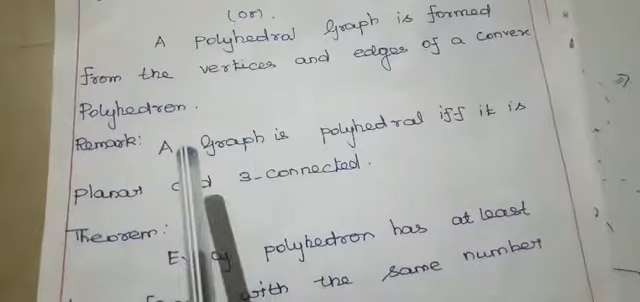 (or).
A polyhedral graph is formed
from the vertices and edges of a convex
Polyhedren.
Remark: A graph is polyhedral iff it is
planar 3-connected.
Theorem:
polyhedron has at least
with the same number